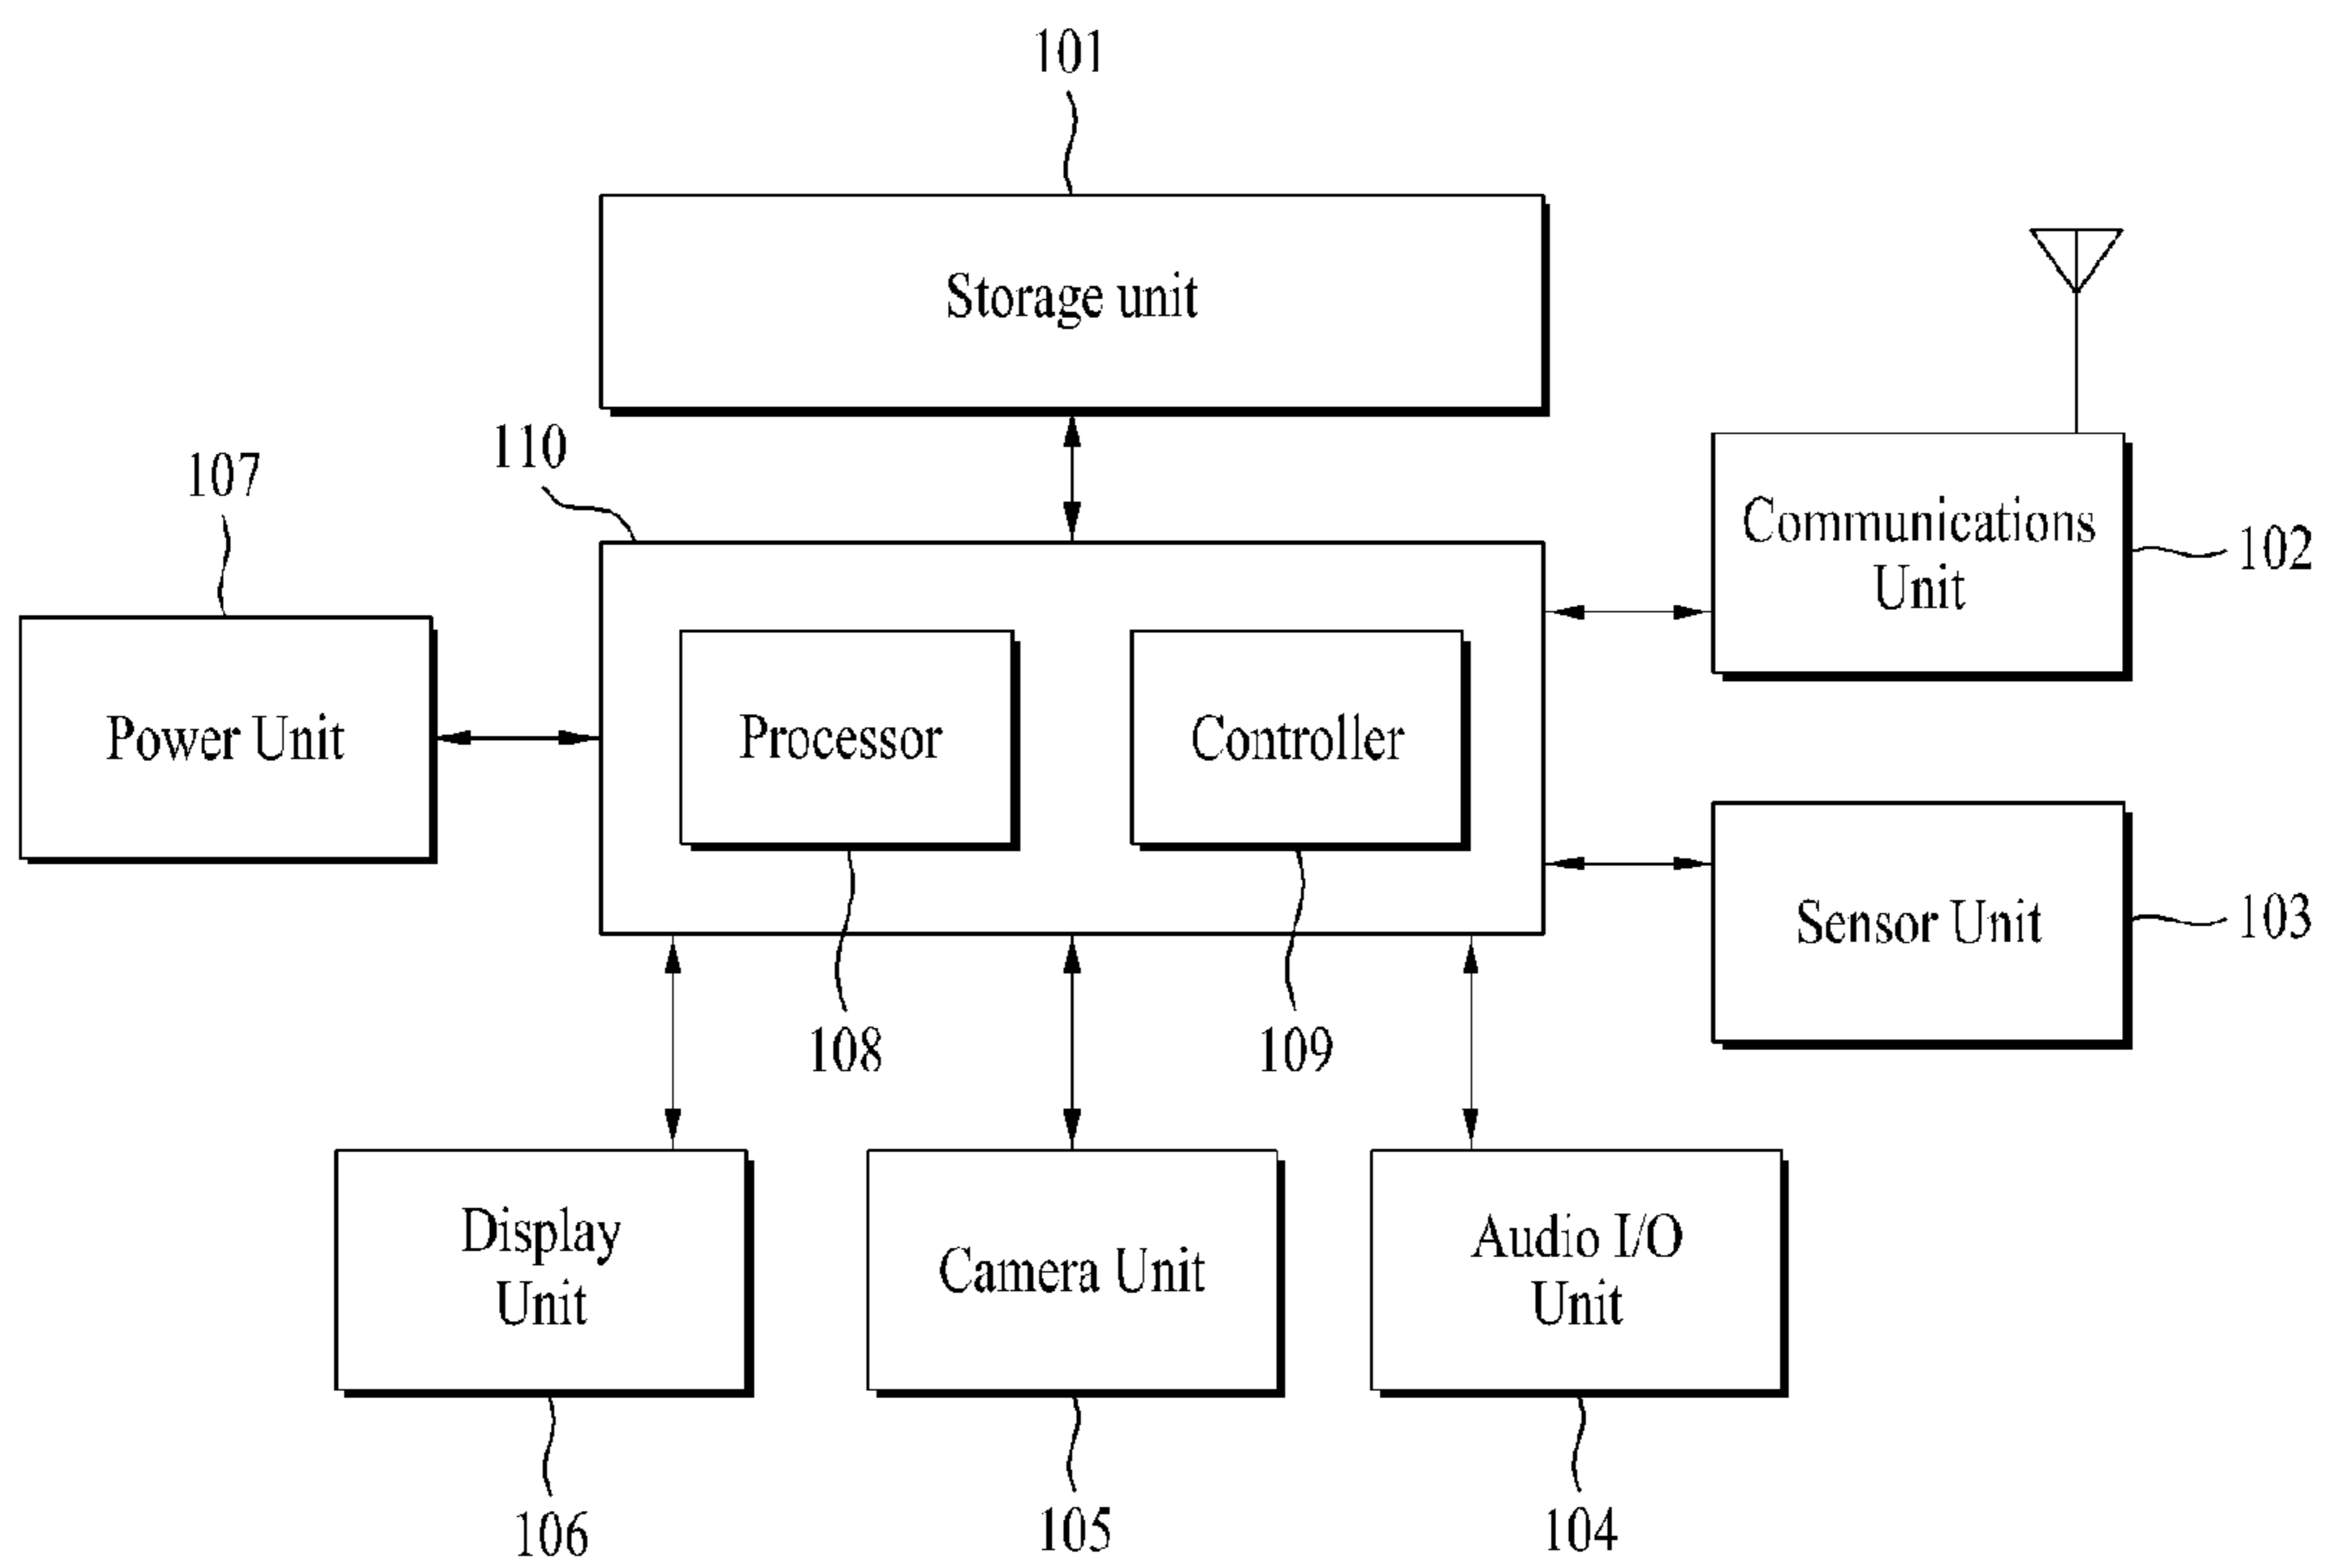 101
Storage unit
110
107
Communications
Unit
102
Power Unit
Processor
Controller
Sensor Unit
103
108
109
Display
Unit
Camera Unit
Audio I/O
Unit
106
105
104